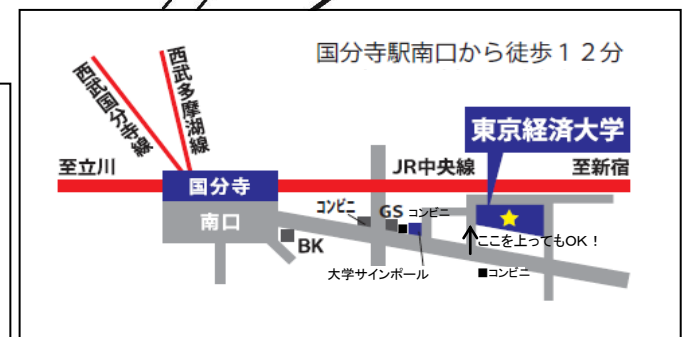 国分寺駅南口から徒歩１２分
西武国分寺線
西武多摩湖線
東京経済大学
至立川
JR中央線
至新宿
国分寺
南口
コンビニ
GS
コンビニ
BK
ここを上ってもOK！
大学サインポール
■コンビニ